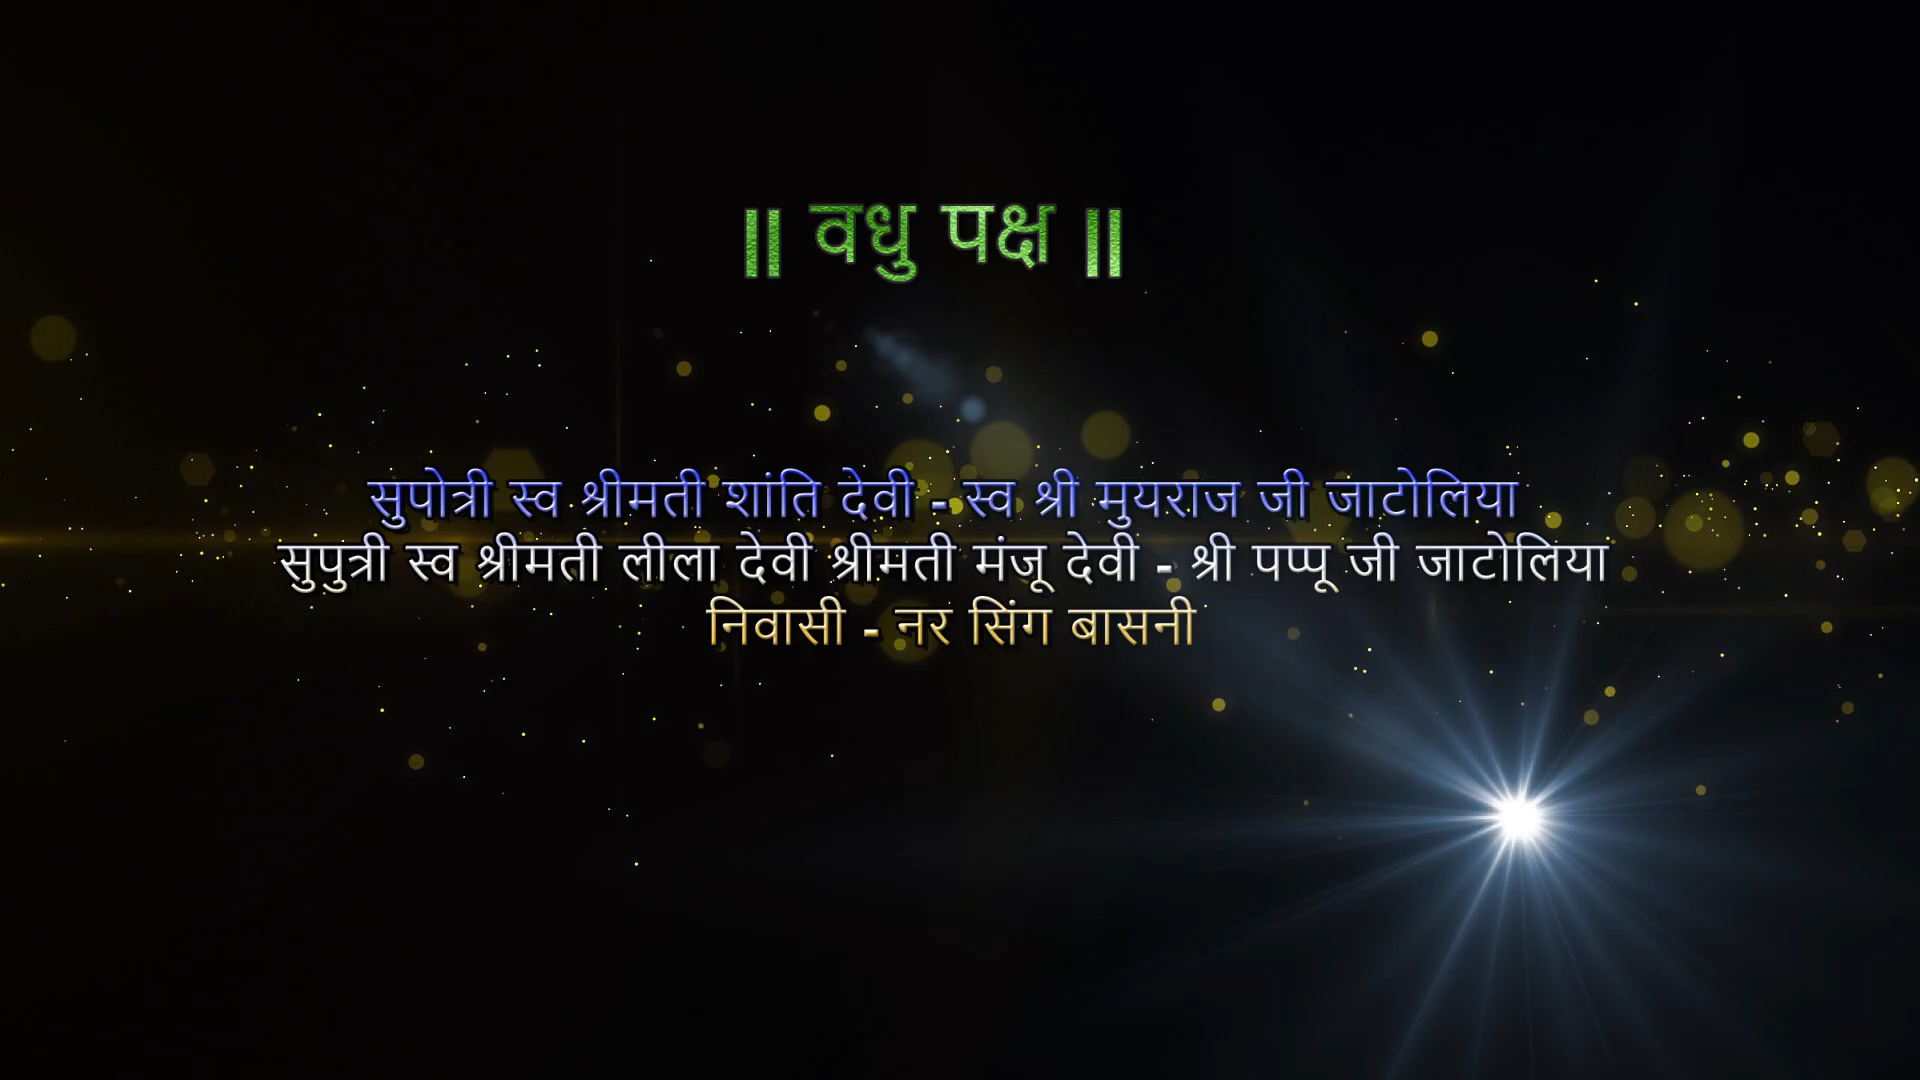 || वधु पक्ष ||
सुपोत्री स्व श्रीमती शांति देवी - स्व श्री मुयराज जी जाटोलिया
सुपुत्री स्व श्रीमती लीला देवी श्रीमती मंजू देवी - श्री पप्पू जी जाटोलिया
निवासी - नर सिंग बासनी